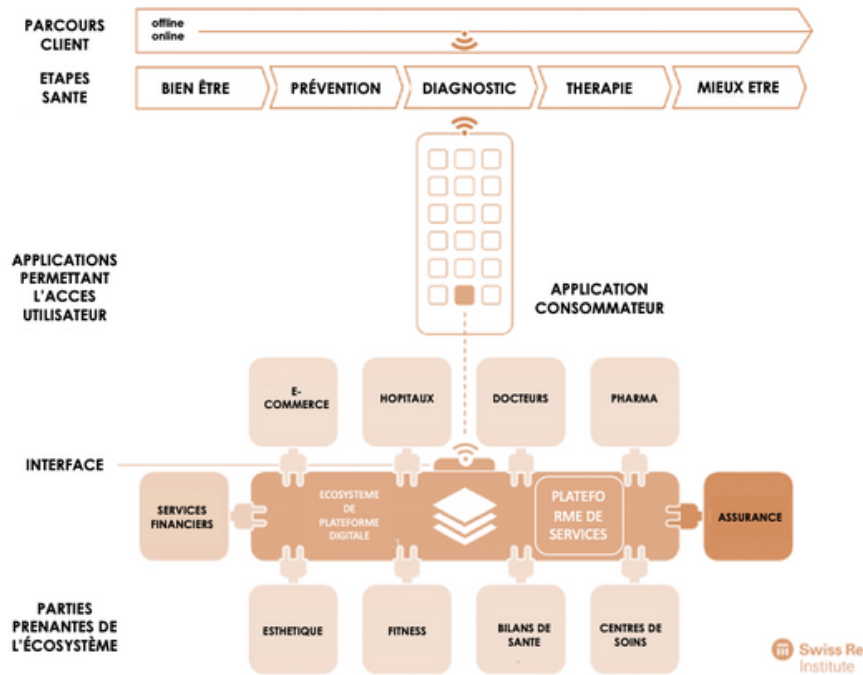 PARCOURS
CLIENT
offline
online
ETAPES
SANTE
BIEN ÊTRE
PRÉVENTION
DIAGNOSTIC
THERAPIE
MIEUX ETRE
APPLICATIONS
PERMETTANT
L'ACCES
UTILISATEUR
APPLICATION
CONSOMMATEUR
E-
COMMERCE
HOPITAUX
DOCTEURS
PHARMA
INTERFACE
SERVICES
FINANCIERS
ECOSYSTEME
DE
PLATEFORME
DIGITALE
PLATEFO
RME DE
SERVICES
ASSURANCE
PARTIES
PRENANTES DE
L'ÉCOSYSTÈME
ESTHETIQUE
FITNESS
BILANS DE
SANTE
CENTRES DE
SOINS
Swiss Re
Institute